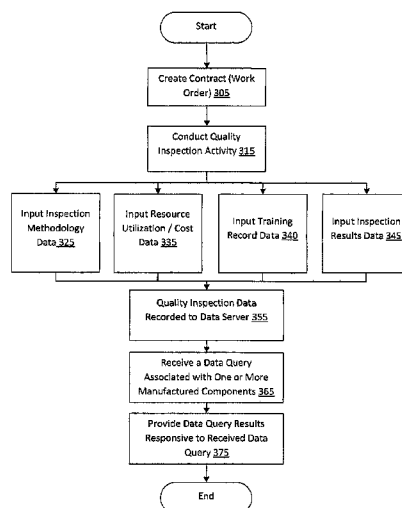 Start
Create Contract (Work
Order) 305
Conduct Quality
Inspection Activity 315
Input Inspection
Methodology
Data 325
Input Resource
Utilization / Cost
Data 335
Input Training
Record Data 340
Input Inspection
Results Data 345
Quality Inspection Data
Recorded to Data Server 355
Receive a Data Query
Associated with One or More
Manufactured Components 365
Provide Data Query Results
Responsive to Received Data
Query 375
End